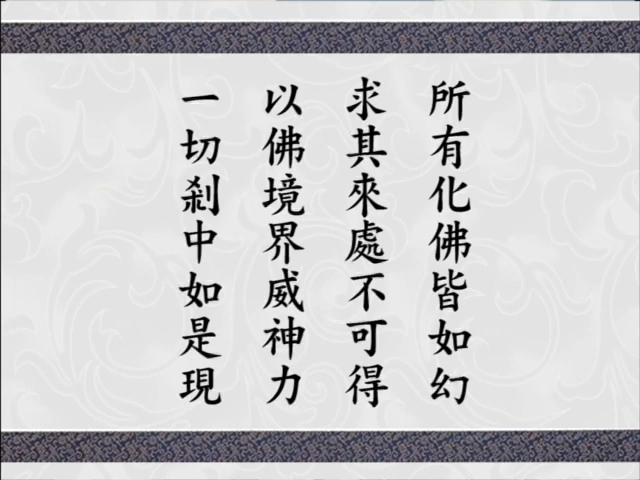 所有化佛皆如幻
求其來處不可得
以佛境界威神力
一切剎中如是現